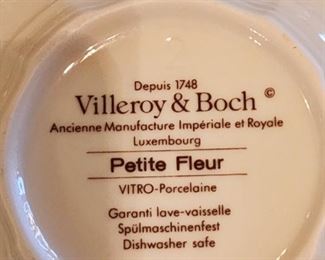 Depuis 1748
Villeroy & Boch ©
Ancienne Manufacture Impériale et Royale
Luxembourg
Petite Fleur
VITRO-Porcelaine
Garanti lave-vaisselle
Spülmaschinenfest
Dishwasher safe